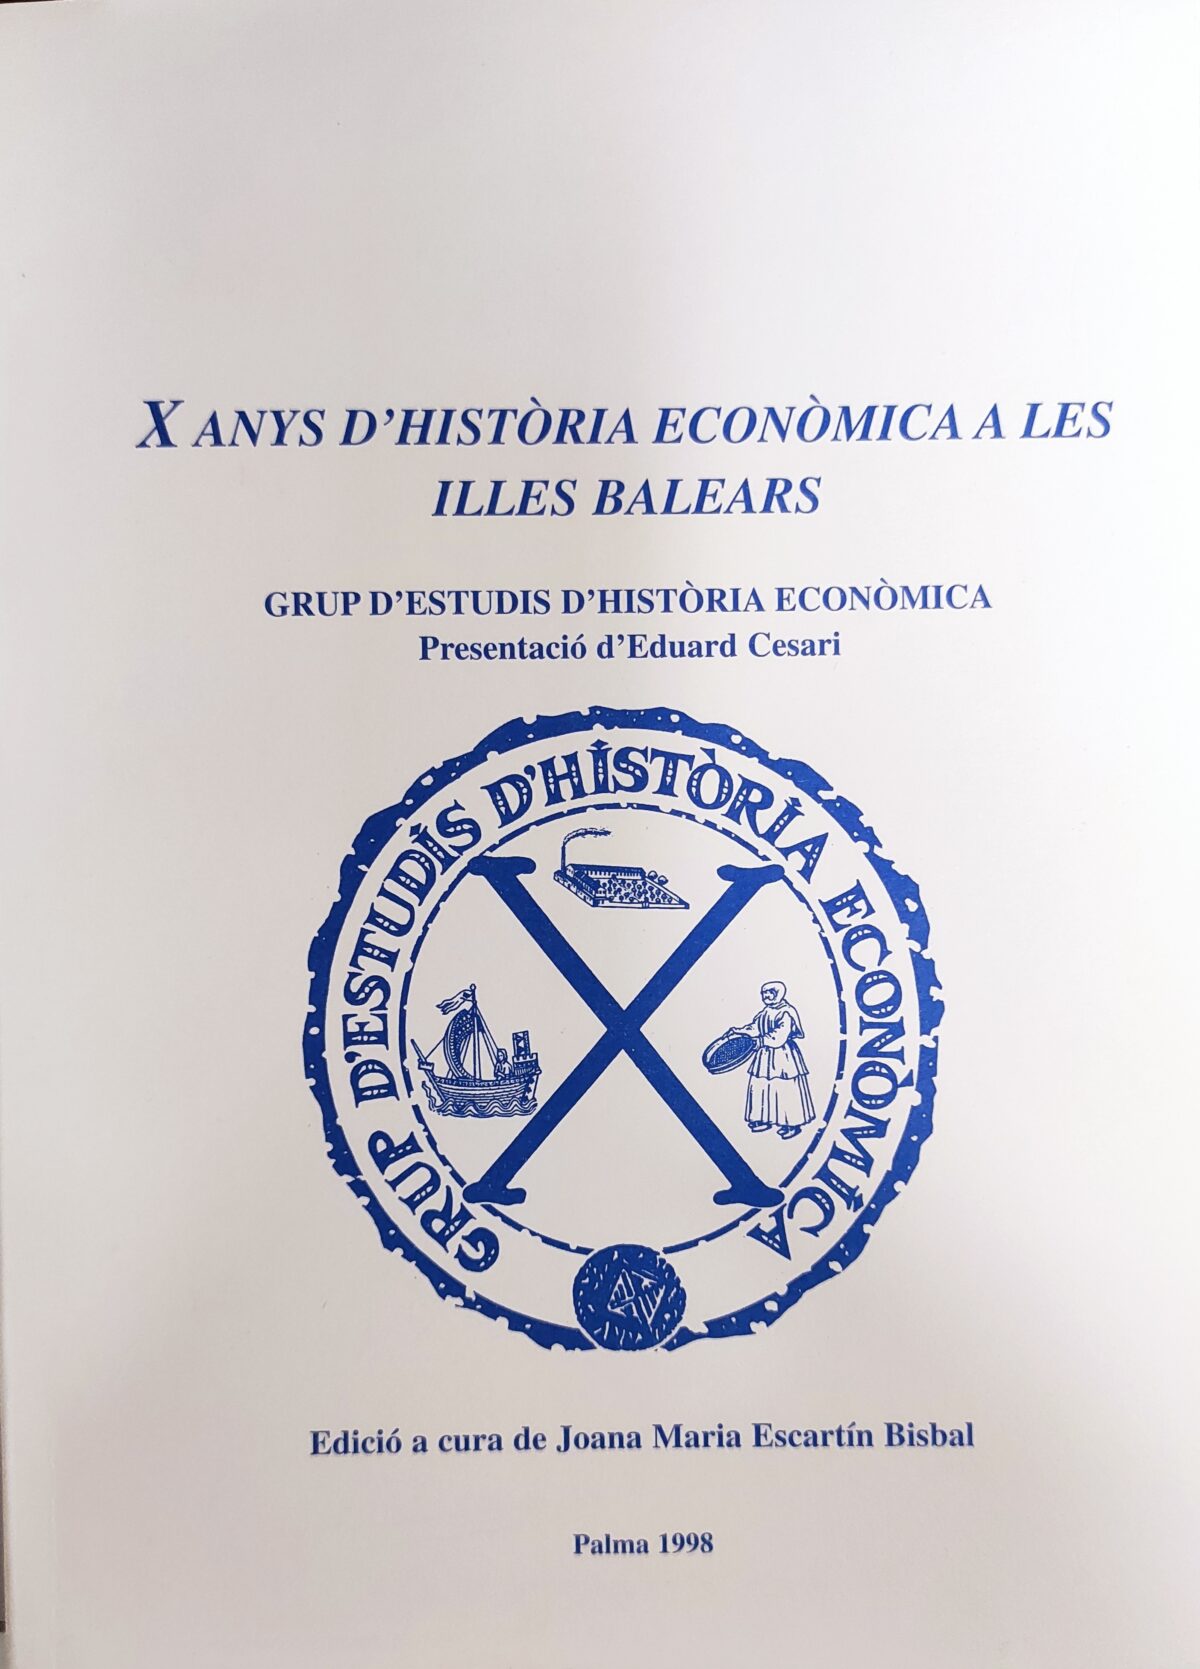 X ANYS D'HISTÒRIA ECONÒMICA A LES
ILLES BALEARS
GRUP D'ESTUDIS D'HISTÒRIA ECONÒMICA
Presentació d'Eduard Cesari
GRUP D'ESTUDIS D'HISTÒRIA ECONÒMICA
X
Edició a cura de Joana Maria Escartín Bisbal
Palma 1998